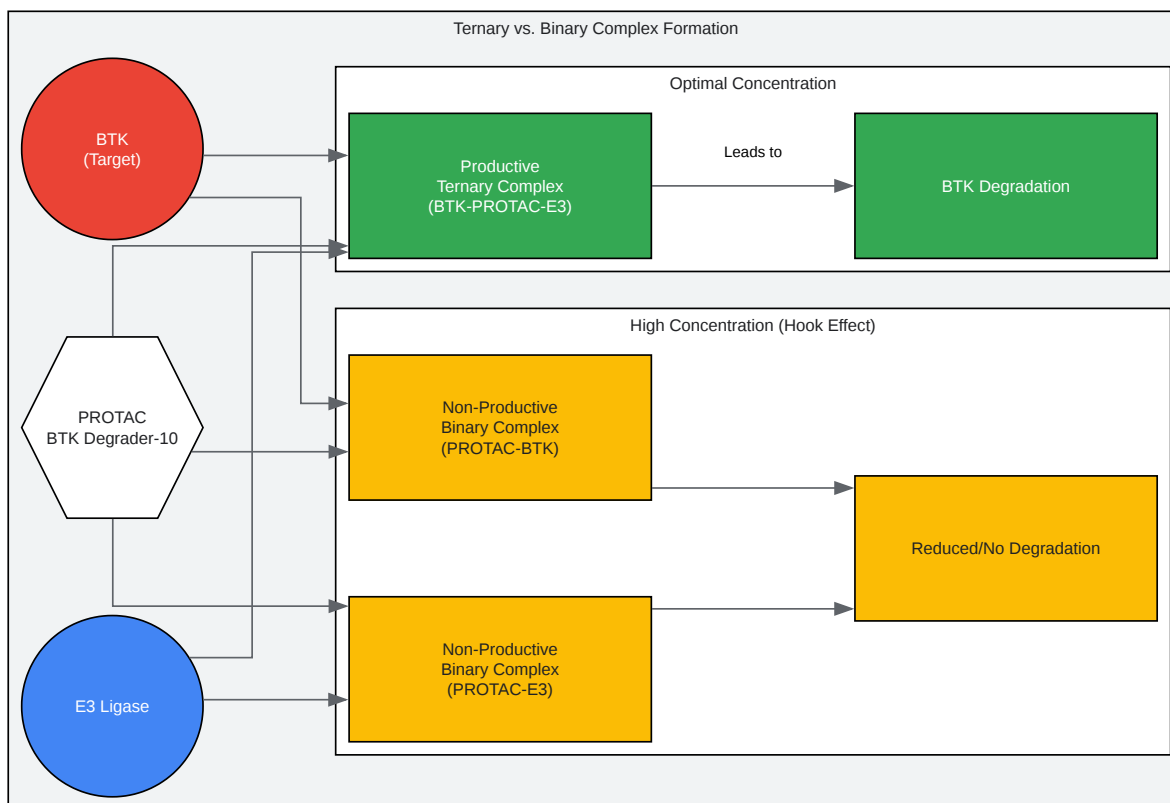 Ternary vs. Binary Complex Formation
BTK
(Target)
PROTAC
BTK Degrader-10
E3 Ligase
Optimal Concentration
Productive
Ternary Complex
(BTK-PROTAC-E3)
Leads to
BTK Degradation
High Concentration (Hook Effect)
Non-Productive
Binary Complex
(PROTAC-BTK)
Non-Productive
Binary Complex
(PROTAC-E3)
Reduced/No Degradation